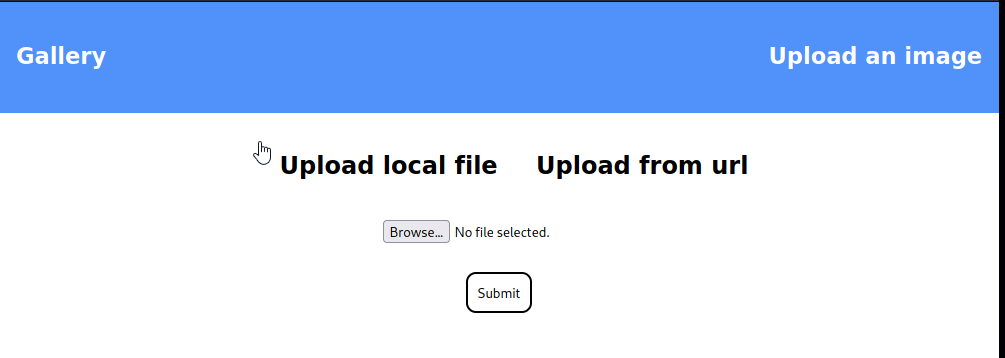 Gallery Upload an image
Upload local file Upload from url
Browse... No file selected.
Submit